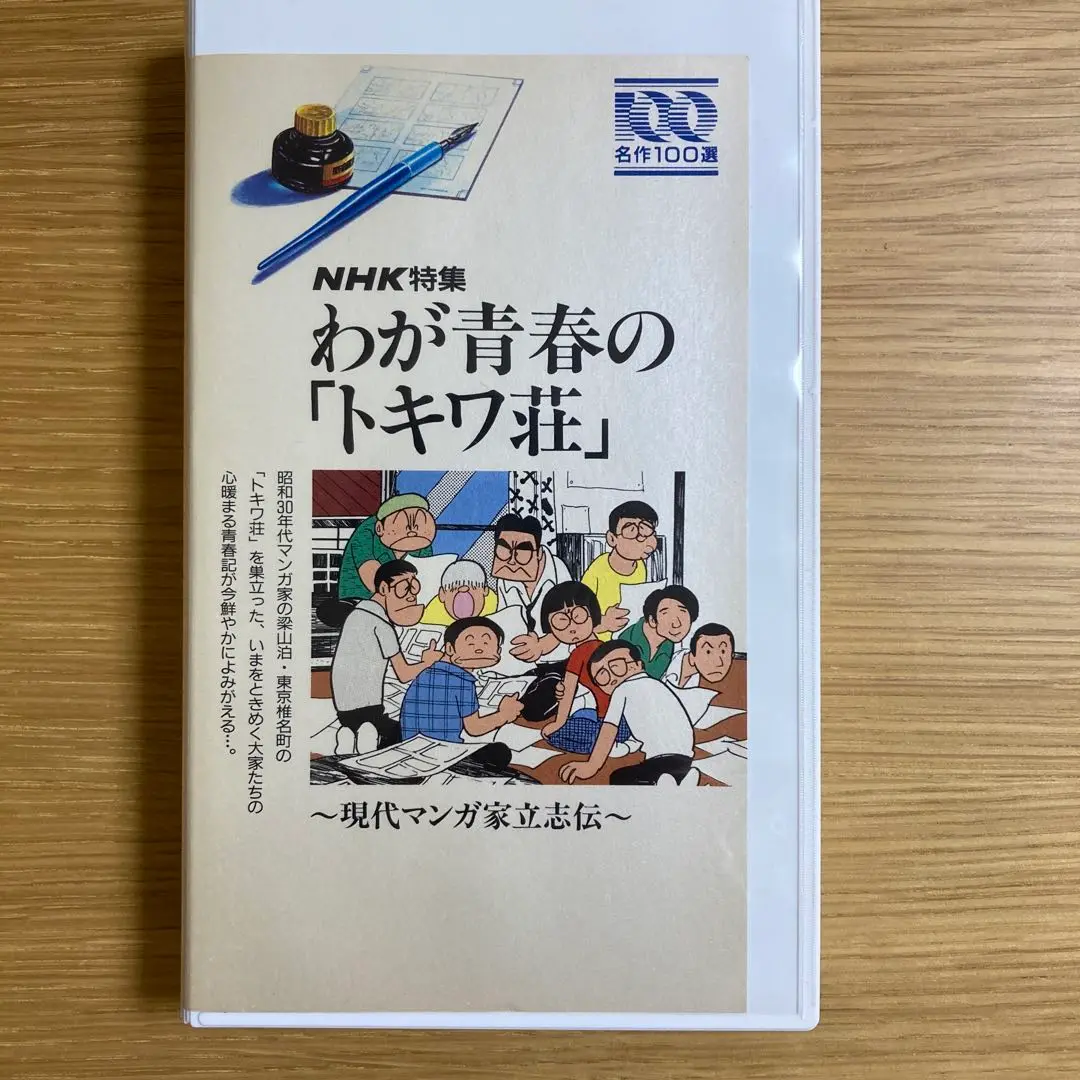 100
名作100選
NHK特集
わが青春の
「トキワ荘」
昭和30年代マンガ家の梁山泊・東京椎名町の
「トキワ荘」を巣立った、いまをときめく大家たちの
心暖まる青春記が今鮮やかによみがえる…。
〜現代マンガ家立志伝〜